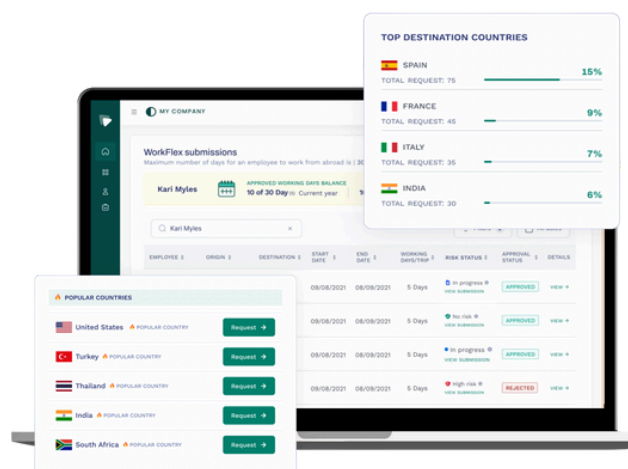 TOP DESTINATION COUNTRIES
SPAIN
15%
TOTAL REQUEST: 75
FRANCE
9%
TOTAL REQUEST: 45
ITALY
7%
TOTAL REQUEST: 35
INDIA
6%
TOTAL REQUEST: 30
MY COMPANY
WorkFlex submissions
Maximum number of days for an employee to work from abroad is | 30
Kari Myles
APPROVED WORKING DAYS BALANCE
10 of 30 Day Current year
Kari Myles ×
EMPLOYEE ORIGIN DESTINATION START DATE END DATE WORKING DAYS/TRIP RISK STATUS APPROVAL STATUS DETAILS
09/08/2021 08/09/2021 5 Days In progress APPROVED VIEW
VIEW SUBMISSION
09/08/2021 08/09/2021 5 Days No risk APPROVED VIEW
VIEW SUBMISSION
09/08/2021 08/09/2021 5 Days In progress APPROVED VIEW
VIEW SUBMISSION
09/08/2021 08/09/2021 5 Days High risk REJECTED VIEW
VIEW SUBMISSION
POPULAR COUNTRIES
United States POPULAR COUNTRY Request →
Turkey POPULAR COUNTRY Request →
Thailand POPULAR COUNTRY Request →
India POPULAR COUNTRY Request →
South Africa POPULAR COUNTRY Request →